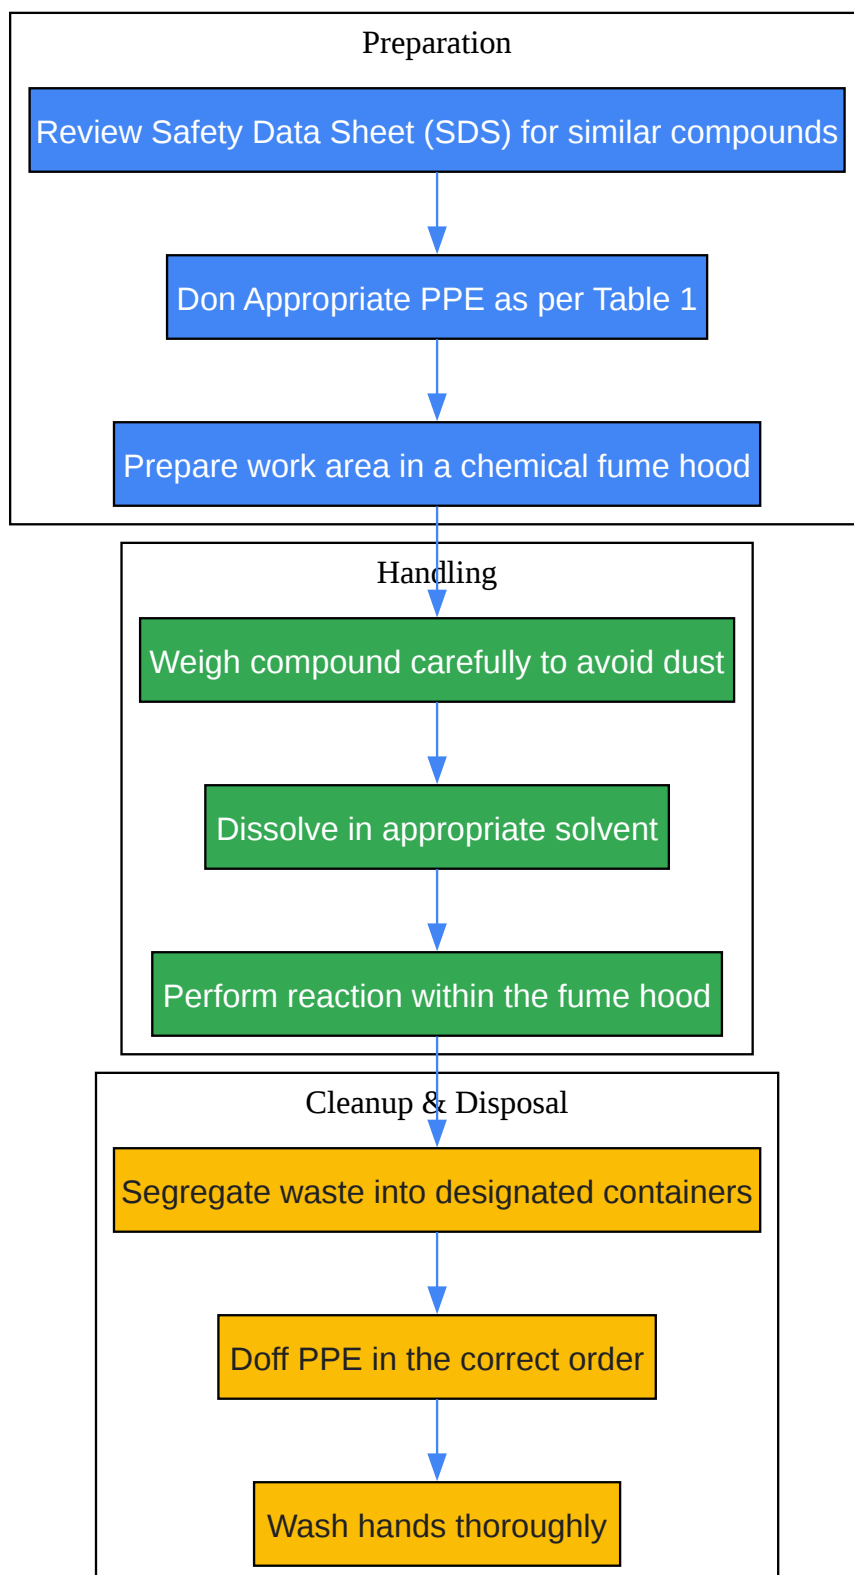 Preparation
Review Safety Data Sheet (SDS) for similar compounds
Don Appropriate PPE as per Table 1
Prepare work area in a chemical fume hood
Handling
Weigh compound carefully to avoid dust
Dissolve in appropriate solvent
Perform reaction within the fume hood
Cleanup & Disposal
Segregate waste into designated containers
Doff PPE in the correct order
Wash hands thoroughly